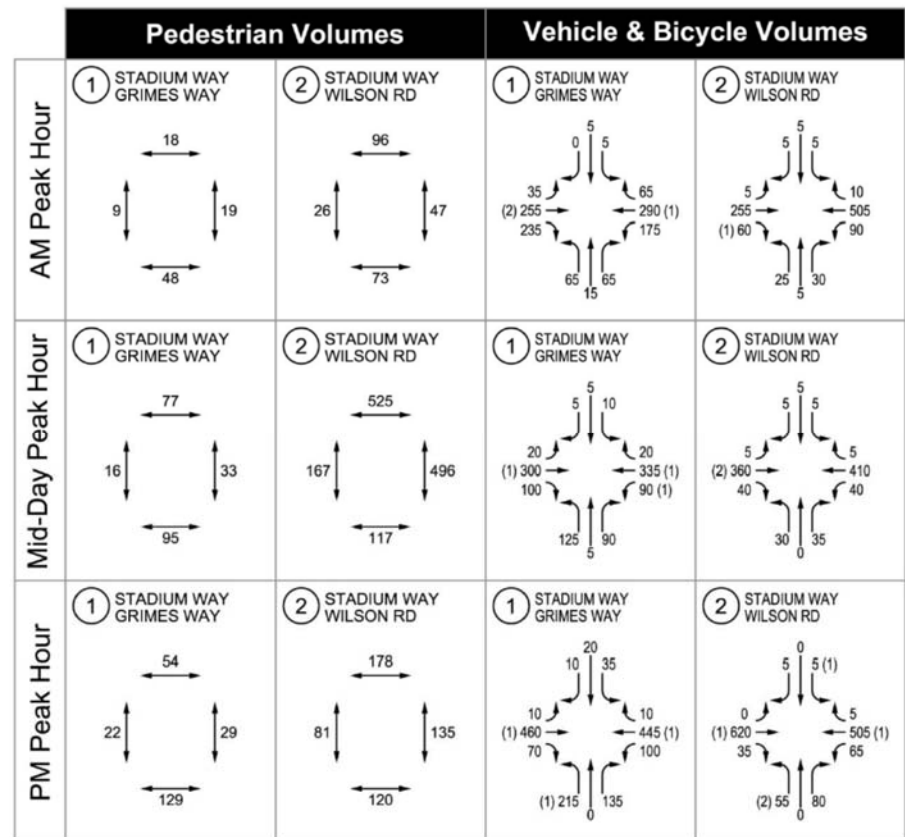 Pedestrian Volumes
Vehicle & Bicycle Volumes
AM Peak Hour
1 STADIUM WAY
GRIMES WAY
18
9 19
48
2 STADIUM WAY
WILSON RD
96
26 47
73
1 STADIUM WAY
GRIMES WAY
5
0 5
35 65
(2) 255 290 (1)
235 175
65 65
15
2 STADIUM WAY
WILSON RD
5
5 5
5 10
255 505
(1) 60 90
25 30
5
Mid-Day Peak Hour
1 STADIUM WAY
GRIMES WAY
77
16 33
95
2 STADIUM WAY
WILSON RD
525
167 496
117
1 STADIUM WAY
GRIMES WAY
5
5 10
20 20
(1) 300 335 (1)
100 90 (1)
125 90
5
2 STADIUM WAY
WILSON RD
5
5 5
5 5
(2) 360 410
40 40
30 35
0
PM Peak Hour
1 STADIUM WAY
GRIMES WAY
54
22 29
129
2 STADIUM WAY
WILSON RD
178
81 135
120
1 STADIUM WAY
GRIMES WAY
20
10 35
10 10
(1) 460 445 (1)
70 100
(1) 215 135
0
2 STADIUM WAY
WILSON RD
0
5 5 (1)
0 5
(1) 620 505 (1)
35 65
(2) 55 80
0